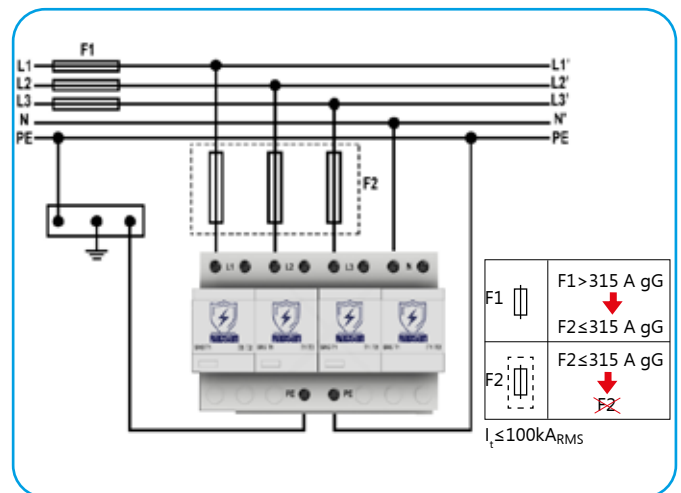 F1
L1
L1'
L2
L2'
L3
L3'
N
N'
PE
PE
F2
L1
L2
L3
N
PE
PE
F1
F1>315 A gG
F2≤315 A gG
F2
F2≤315 A gG
F2
It≤100kARMS